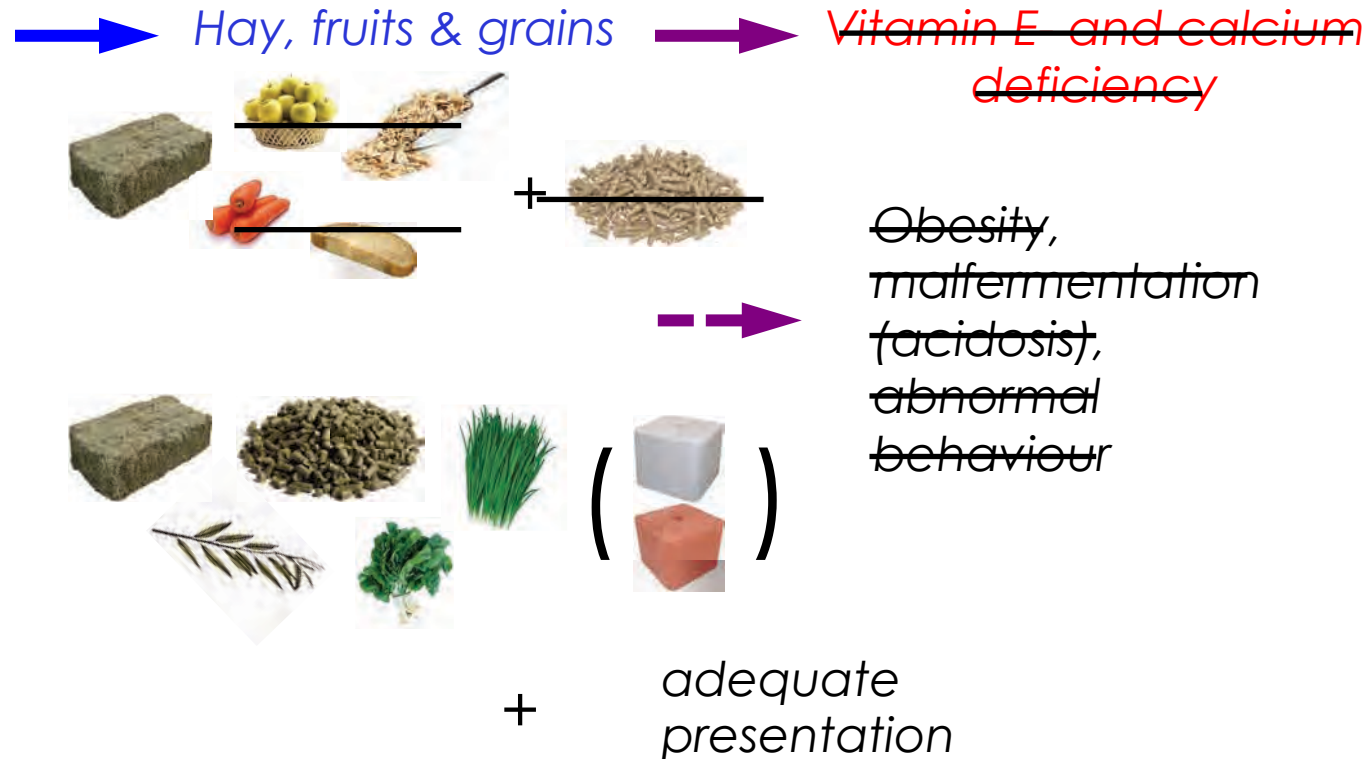 Hay, fruits & grains
Vitamin E- and calcium
deficiency
+
Obesity,
malfermentation
(acidosis),
abnormal
behaviour
( )
+
adequate
presentation